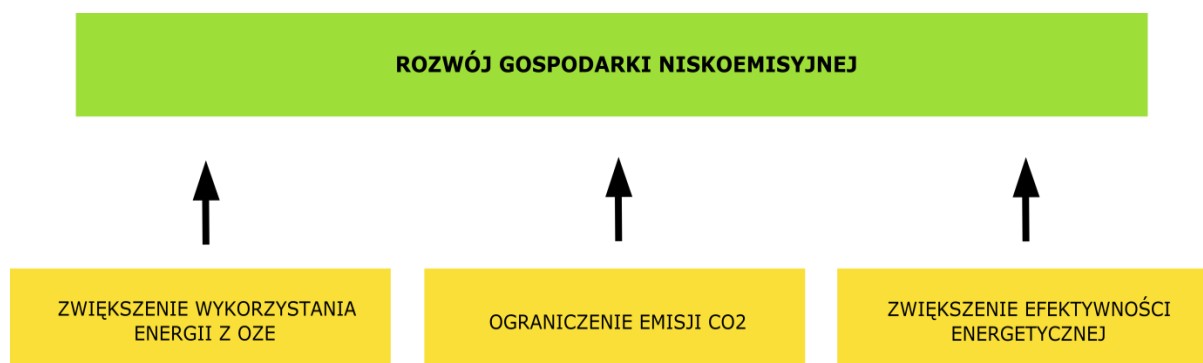 ROZWÓJ GOSPODARKI NISKOEMISYJNEJ
ZWIĘKSZENIE WYKORZYSTANIA
ENERGII Z OZE
OGRANICZENIE EMISJI CO2
ZWIĘKSZENIE EFEKTYWNOŚCI
ENERGETYCZNEJ